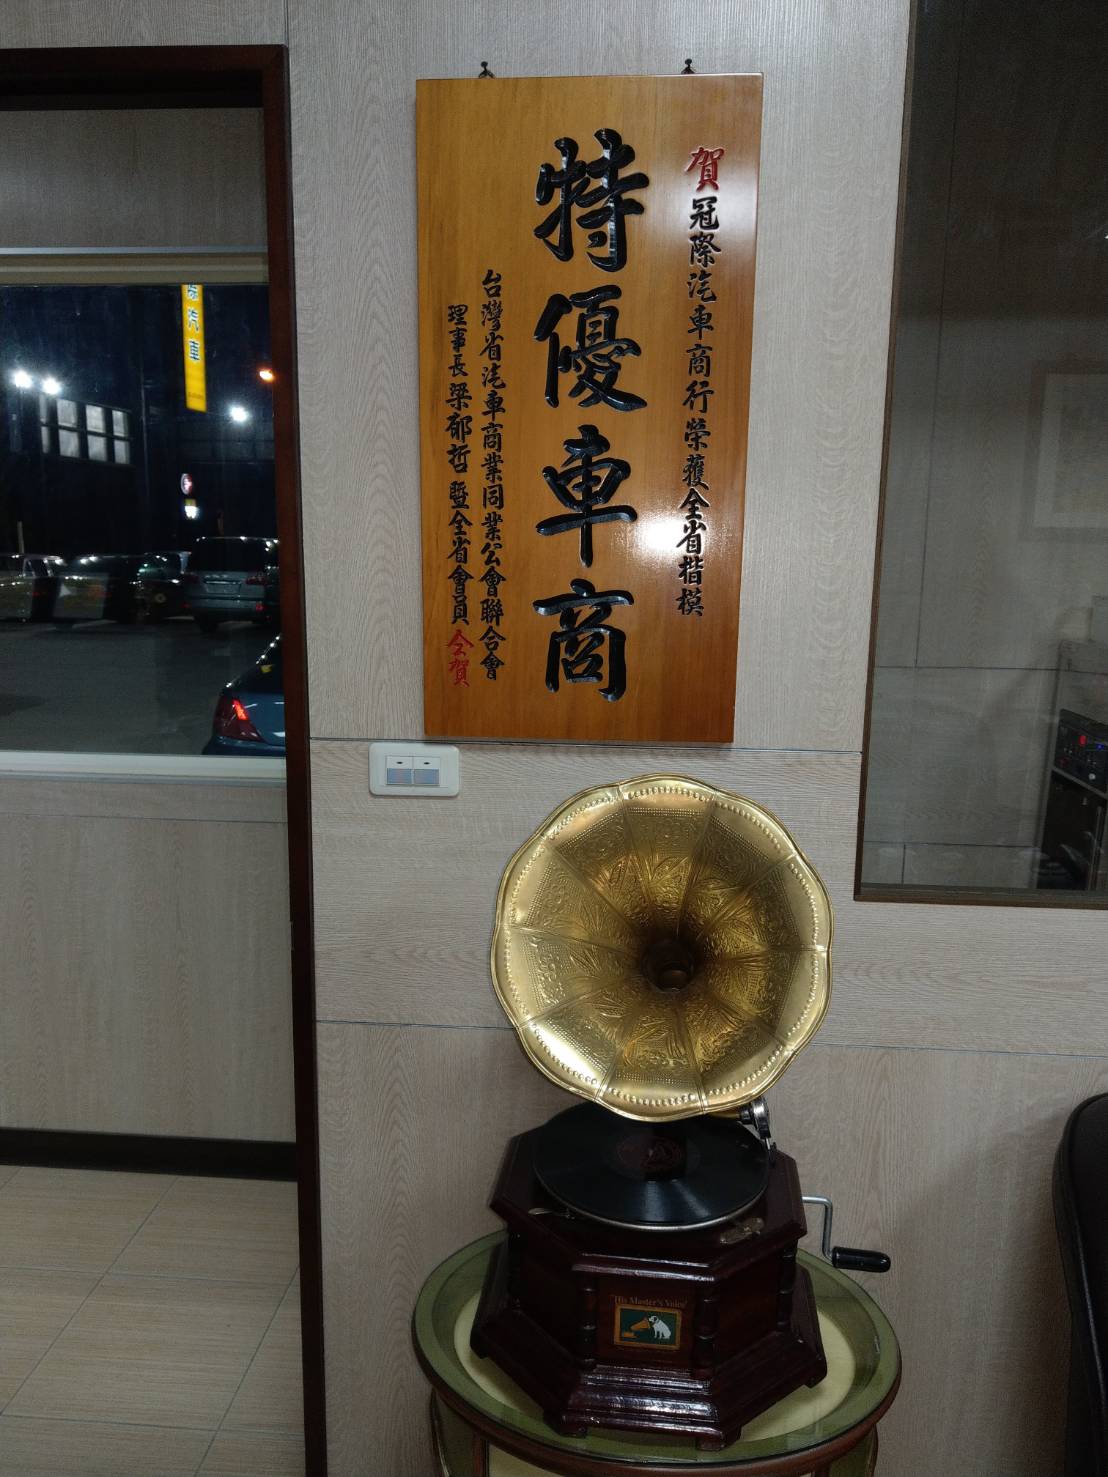 賀冠際汽車商行榮獲全省楷模
特優車商
台灣省汽車商業同業公會聯合會
理事長 梁郁哲 暨全省會員 仝賀
際汽車
"His Master's Voice"